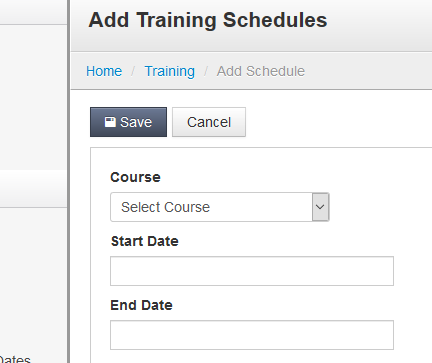 Add Training Schedules
Home / Training / Add Schedule
Save Cancel
Course
Select Course
Start Date
End Date